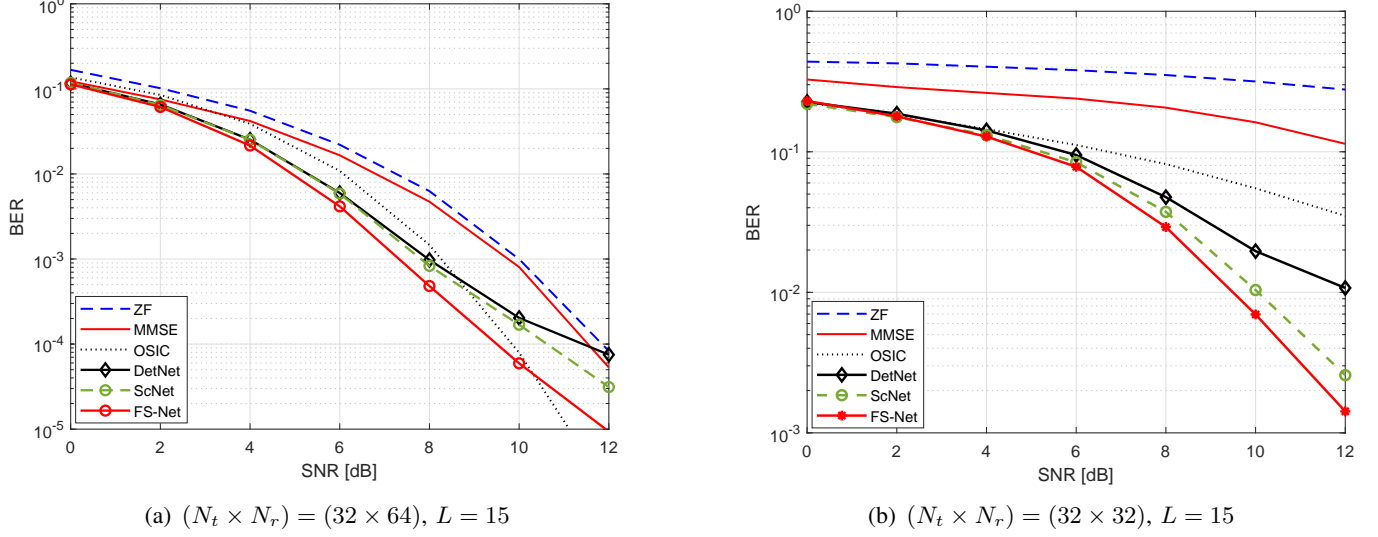 10^0
10^-1
10^-2
10^-3
10^-4
10^-5
BER
ZF
MMSE
OSIC
DetNet
ScNet
FS-Net
0 2 4 6 8 10 12
SNR [dB]
(a) (N_t × N_r) = (32 × 64), L = 15
10^0
10^-1
10^-2
10^-3
BER
ZF
MMSE
OSIC
DetNet
ScNet
FS-Net
0 2 4 6 8 10 12
SNR [dB]
(b) (N_t × N_r) = (32 × 32), L = 15